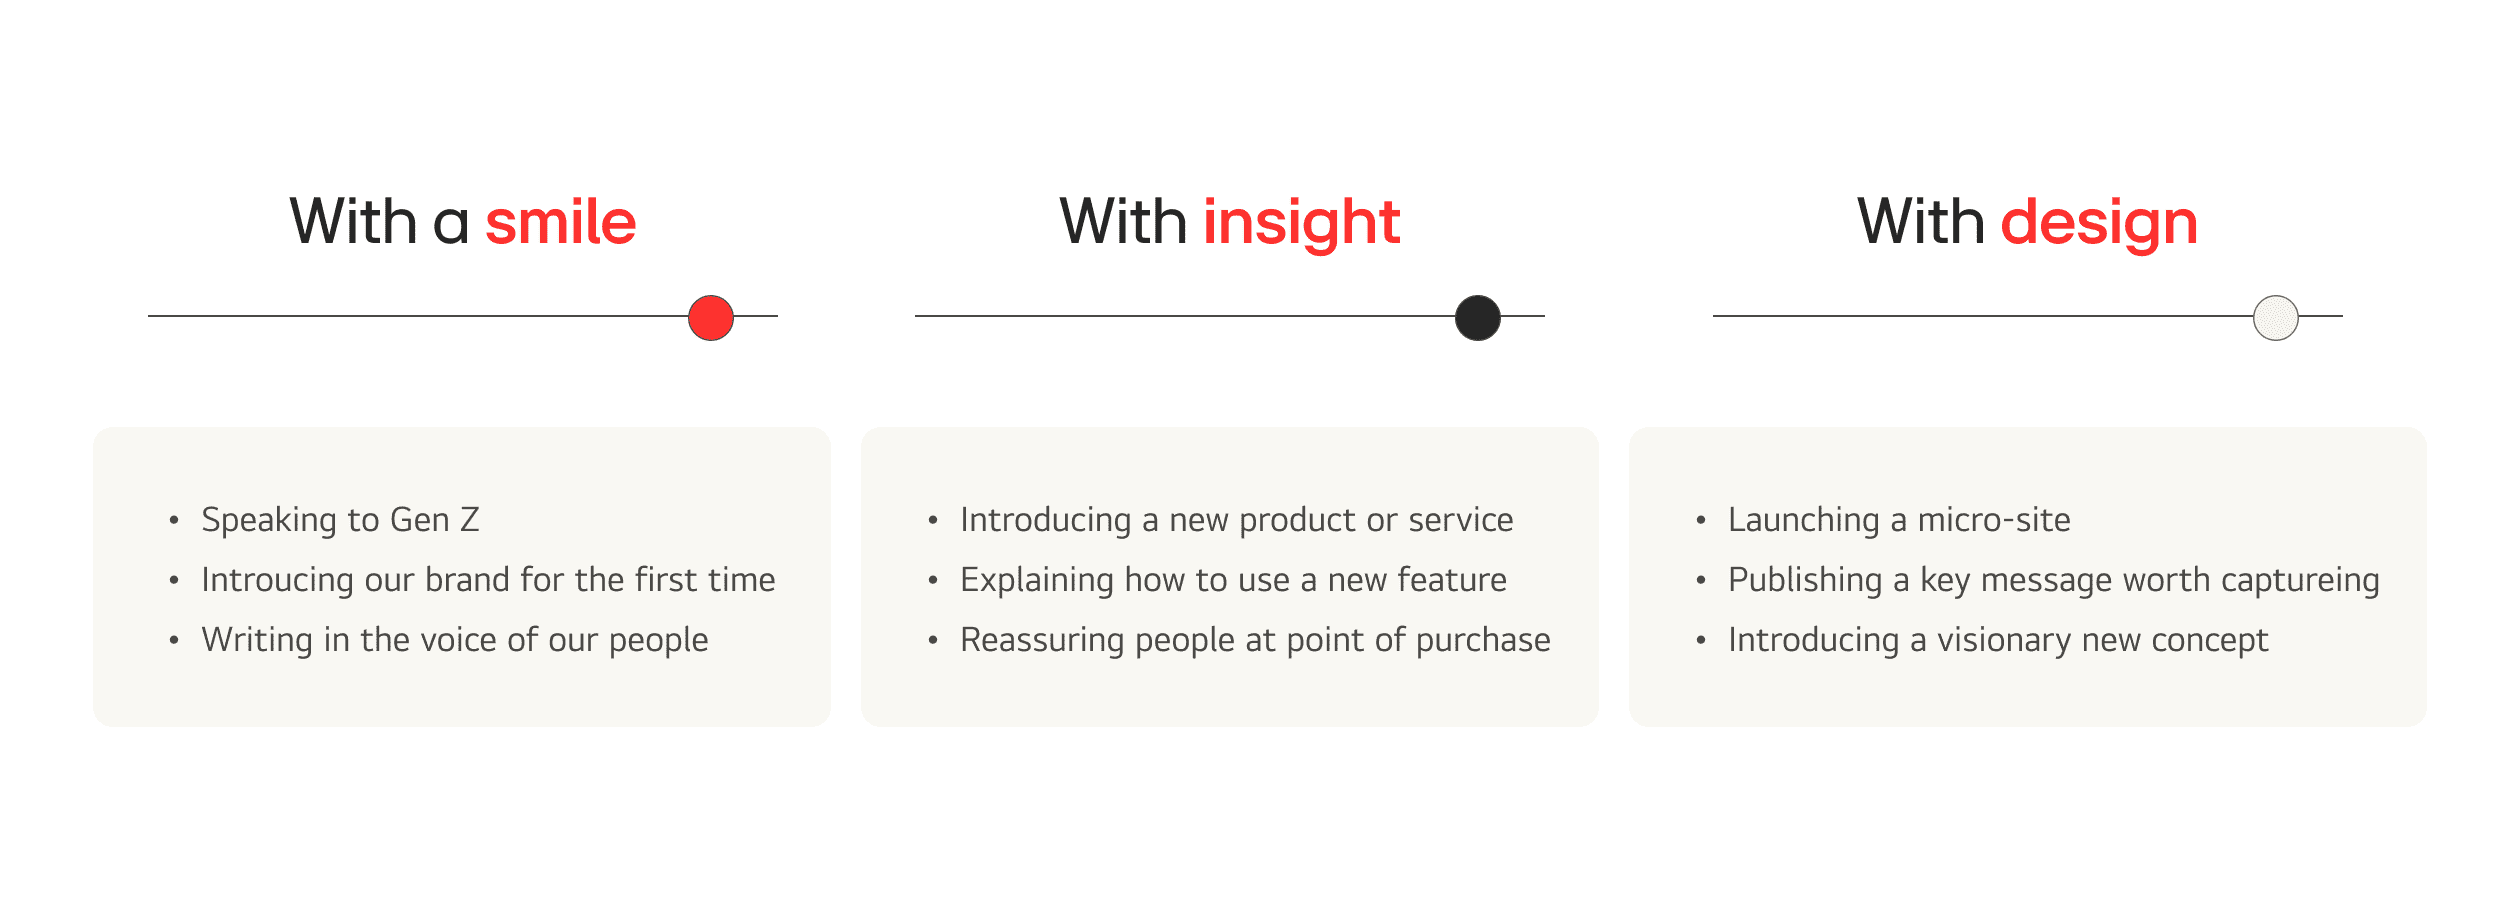 With a smile
With insight
With design
• Speaking to Gen Z
• Introucing our brand for the first time
• Writing in the voice of our people
• Introducing a new product or service
• Explaining how to use a new feature
• Reassuring people at point of purchase
• Launching a micro-site
• Publishing a key message worth captureing
• Introducing a visionary new concept